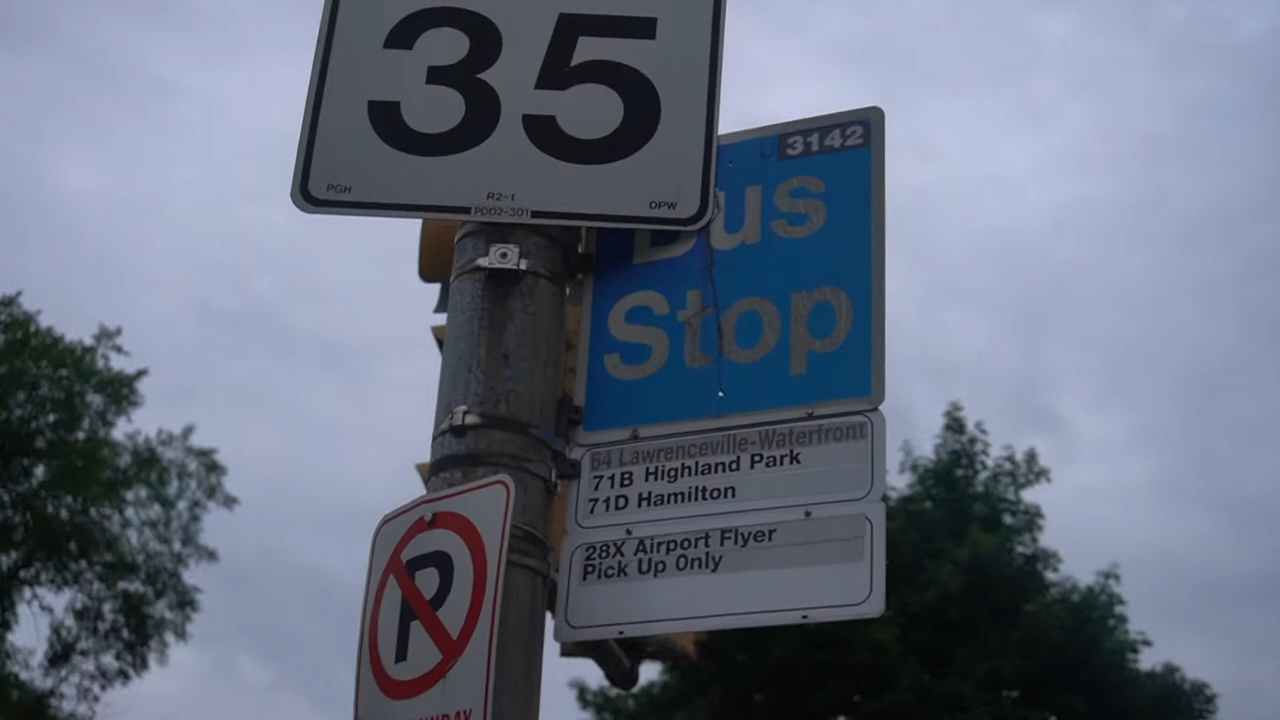 35
PGH
R2-1
DPW
PD02-301
3142
Bus
Stop
64 Lawrenceville-Waterfront
71B Highland Park
71D Hamilton
28X Airport Flyer
Pick Up Only
P